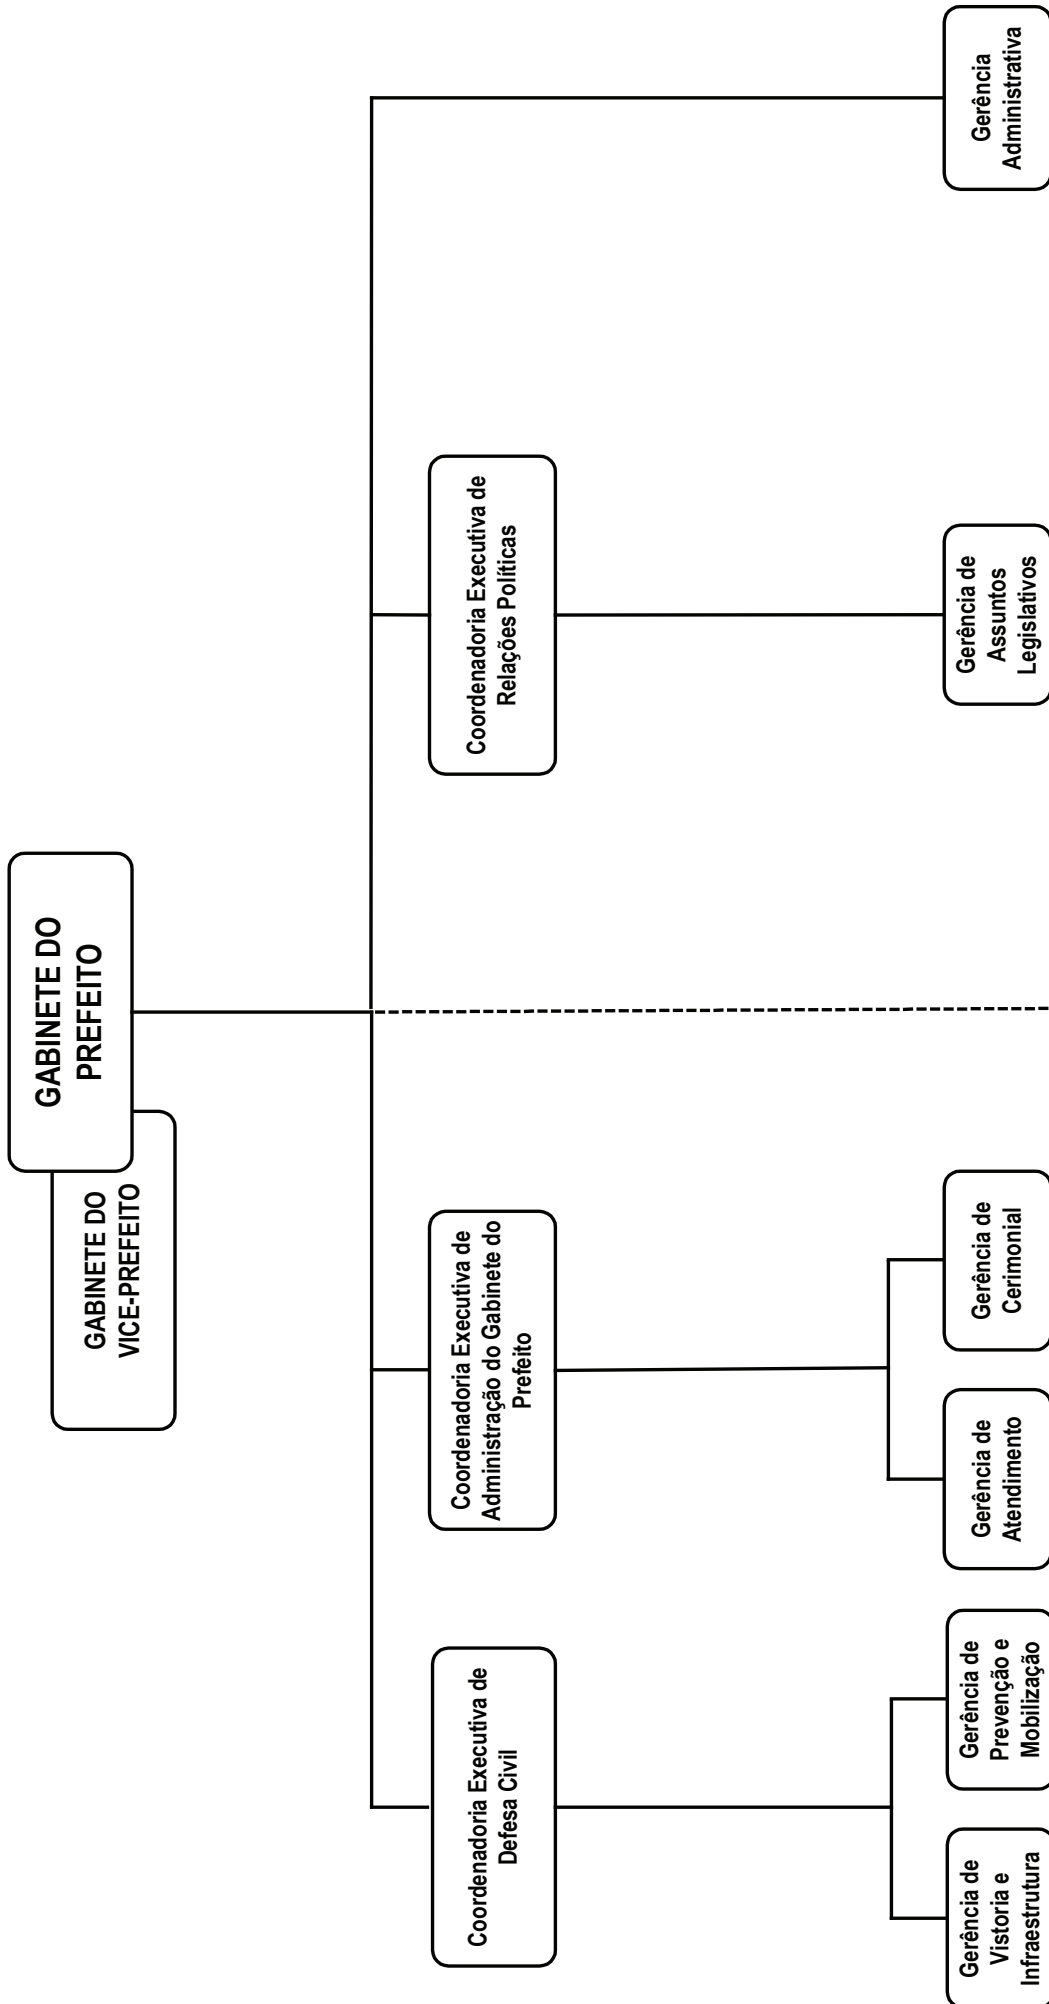 GABINETE DO
PREFEITO
GABINETE DO
VICE-PREFEITO
Coordenadoria Executiva de
Defesa Civil
Coordenadoria Executiva de
Administração do Gabinete do
Prefeito
Coordenadoria Executiva de
Relações Políticas
Gerência de
Vistoria e
Infraestrutura
Gerência de
Prevenção e
Mobilização
Gerência de
Atendimento
Gerência de
Cerimonial
Gerência de
Assuntos
Legislativos
Gerência
Administrativa